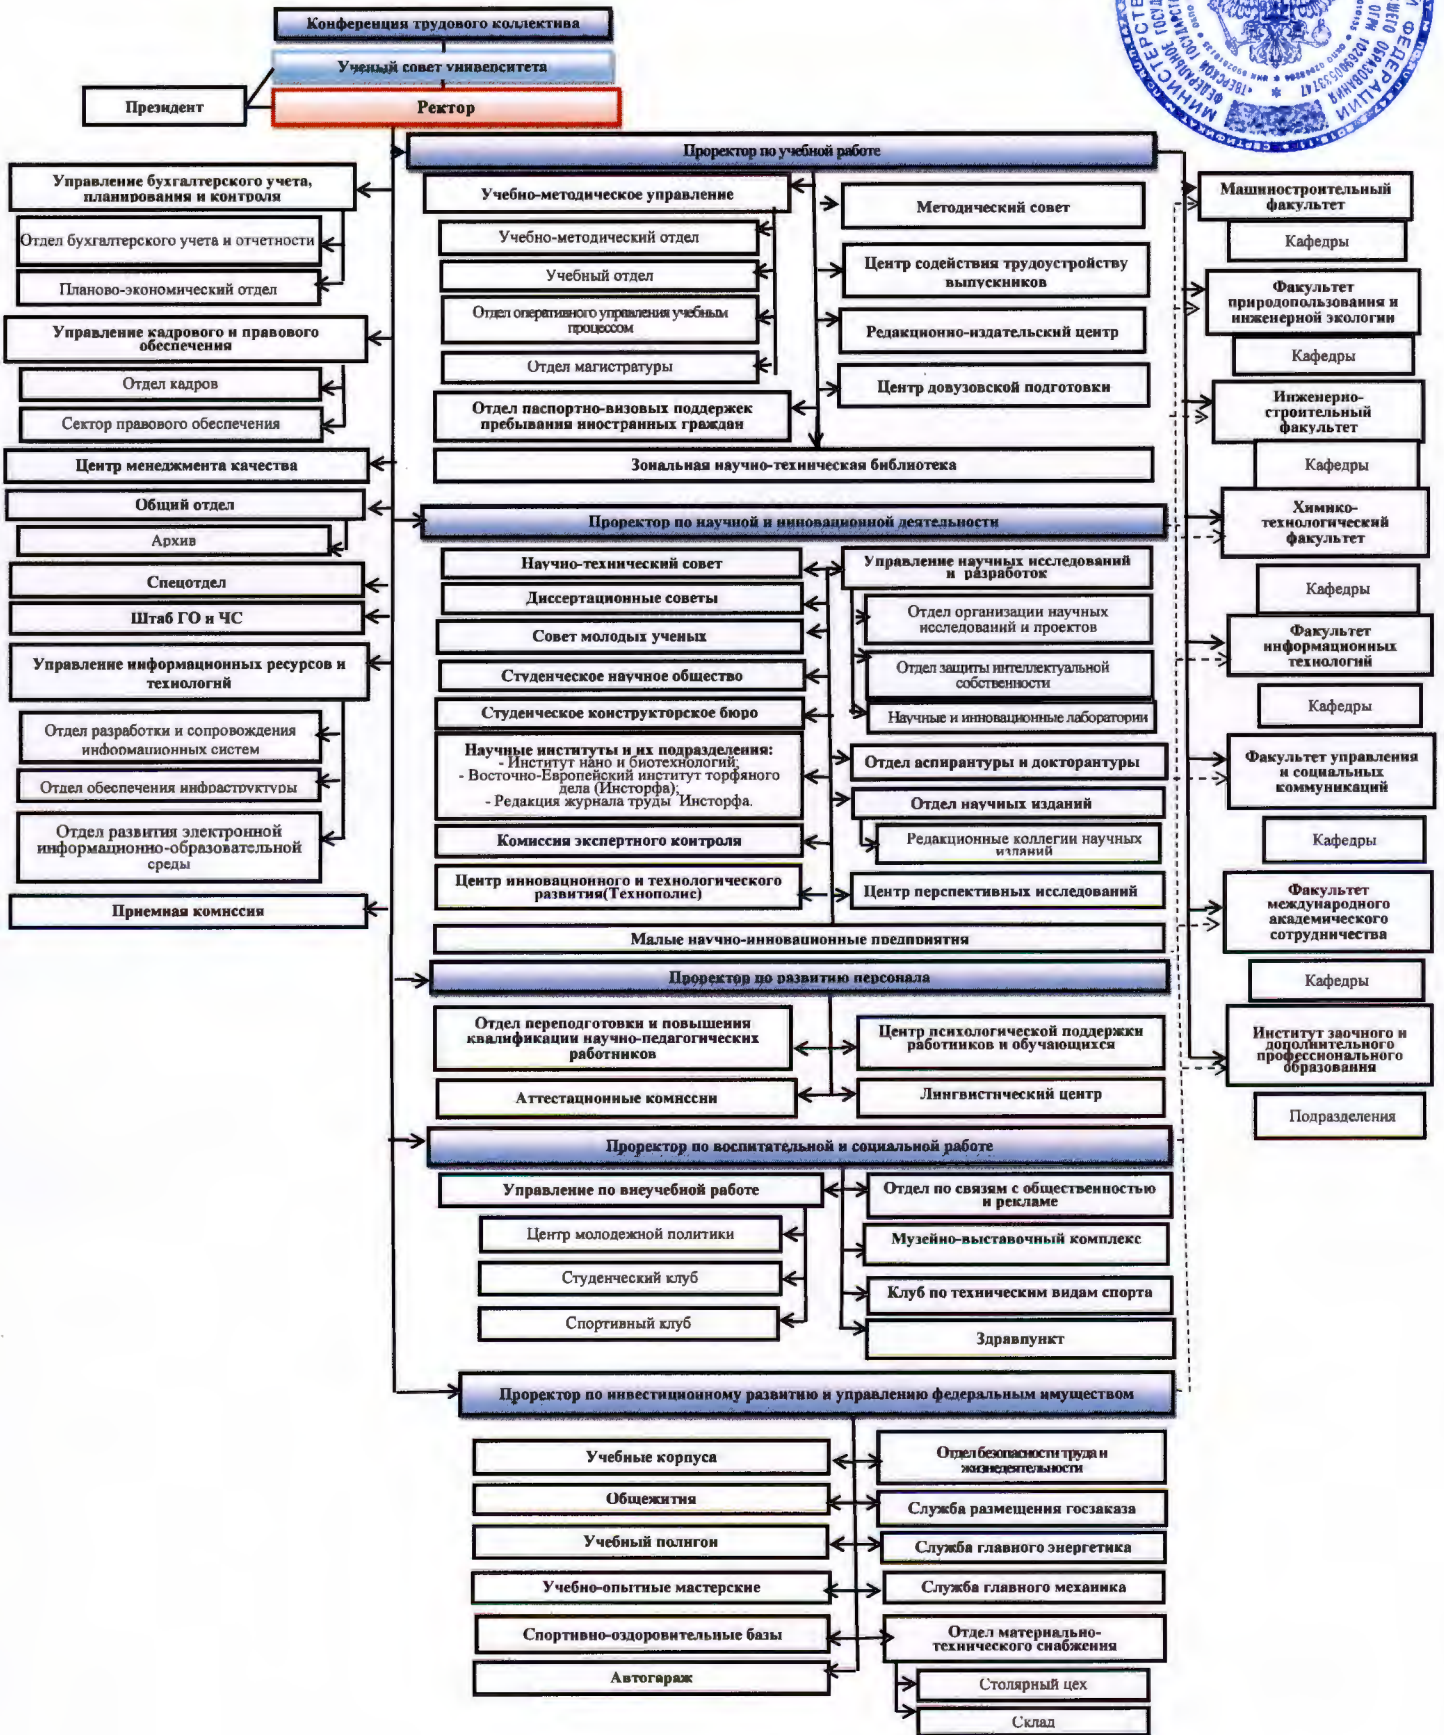 Конференция трудового коллектива
Ученый совет университета
Президент
Ректор
Проректор по учебной работе
Управление бухгалтерского учета,
планирования и контроля
Отдел бухгалтерского учета и отчетности
Планово-экономический отдел
Управление кадрового и правового
обеспечения
Отдел кадров
Сектор правового обеспечения
Центр менеджмента качества
Общий отдел
Архив
Спецотдел
Штаб ГО и ЧС
Управление информационных ресурсов и
технологий
Отдел разработки и сопровождения
информационных систем
Отдел обеспечения инфраструктуры
Отдел развития электронной
информационно-образовательной
среды
Приемная комиссия
Учебно-методическое управление
Учебно-методический отдел
Учебный отдел
Отдел оперативного управления учебным
процессом
Отдел магистратуры
Отдел паспортно-визовых поддержек
пребывания иностранных граждан
Методический совет
Центр содействия трудоустройству
выпускников
Редакционно-издательский центр
Центр довузовской подготовки
Зональная научно-техническая библиотека
Проректор по научной и инновационной деятельности
Научно-технический совет
Диссертационные советы
Совет молодых ученых
Студенческое научное общество
Студенческое конструкторское бюро
Научные институты и их подразделения:
- Институт нано и биотехнологий;
- Восточно-Европейский институт торфяного
дела (Инсторфа);
- Редакция журнала труды Инсторфа.
Комиссия экспертного контроля
Центр инновационного и технологического
развития(Технополис)
Управление научных исследований
и разработок
Отдел организации научных
исследований и проектов
Отдел защиты интеллектуальной
собственности
Научные и инновационные лаборатории
Отдел аспирантуры и докторантуры
Отдел научных изданий
Редакционные коллегии научных
изданий
Центр перспективных исследований
Малые научно-инновационные предприятия
Проректор по развитию персонала
Отдел переподготовки и повышения
квалификации научно-педагогических
работников
Аттестационные комиссии
Центр психологической поддержки
работников и обучающихся
Лингвистический центр
Проректор по воспитательной и социальной работе
Управление по внеучебной работе
Центр молодежной политики
Студенческий клуб
Спортивный клуб
Отдел по связям с общественностью
и рекламе
Музейно-выставочный комплекс
Клуб по техническим видам спорта
Здравпункт
Проректор по инвестиционному развитию и управлению федеральным имуществом
Учебные корпуса
Общежития
Учебный полигон
Учебно-опытные мастерские
Спортивно-оздоровительные базы
Автогараж
Отдел безопасности труда и
жизнедеятельности
Служба размещения госзаказа
Служба главного энергетика
Служба главного механика
Отдел материально-
технического снабжения
Столярный цех
Склад
Машиностроительный
факультет
Кафедры
Факультет
природопользования и
инженерной экологии
Кафедры
Инженерно-
строительный
факультет
Кафедры
Химико-
технологический
факультет
Кафедры
Факультет
информационных
технологий
Кафедры
Факультет управления
и социальных
коммуникаций
Кафедры
Факультет
международного
академического
сотрудничества
Кафедры
Институт заочного и
дополнительного
профессионального
образования
Подразделения